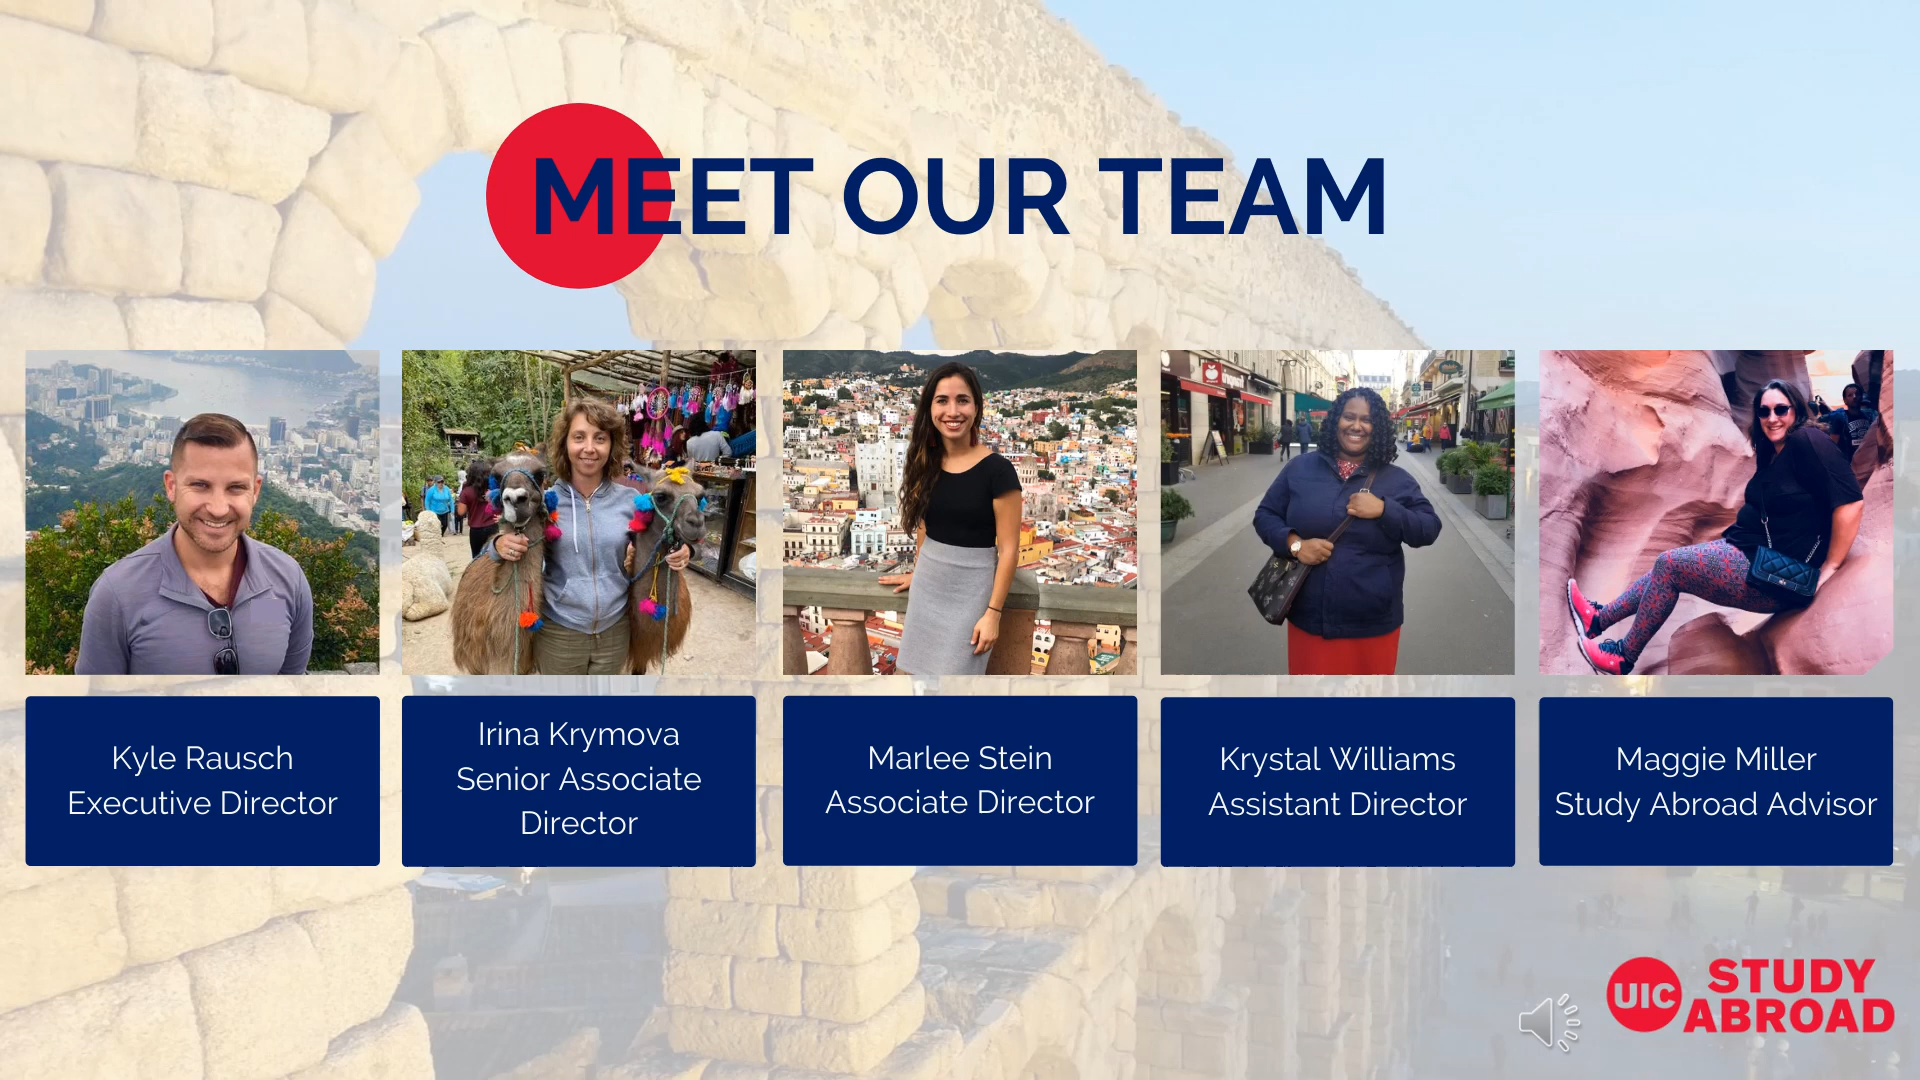 MEET OUR TEAM
Kyle Rausch
Executive Director
Irina Krymova
Senior Associate
Director
Marlee Stein
Associate Director
Krystal Williams
Assistant Director
Maggie Miller
Study Abroad Advisor
UIC
STUDY
ABROAD